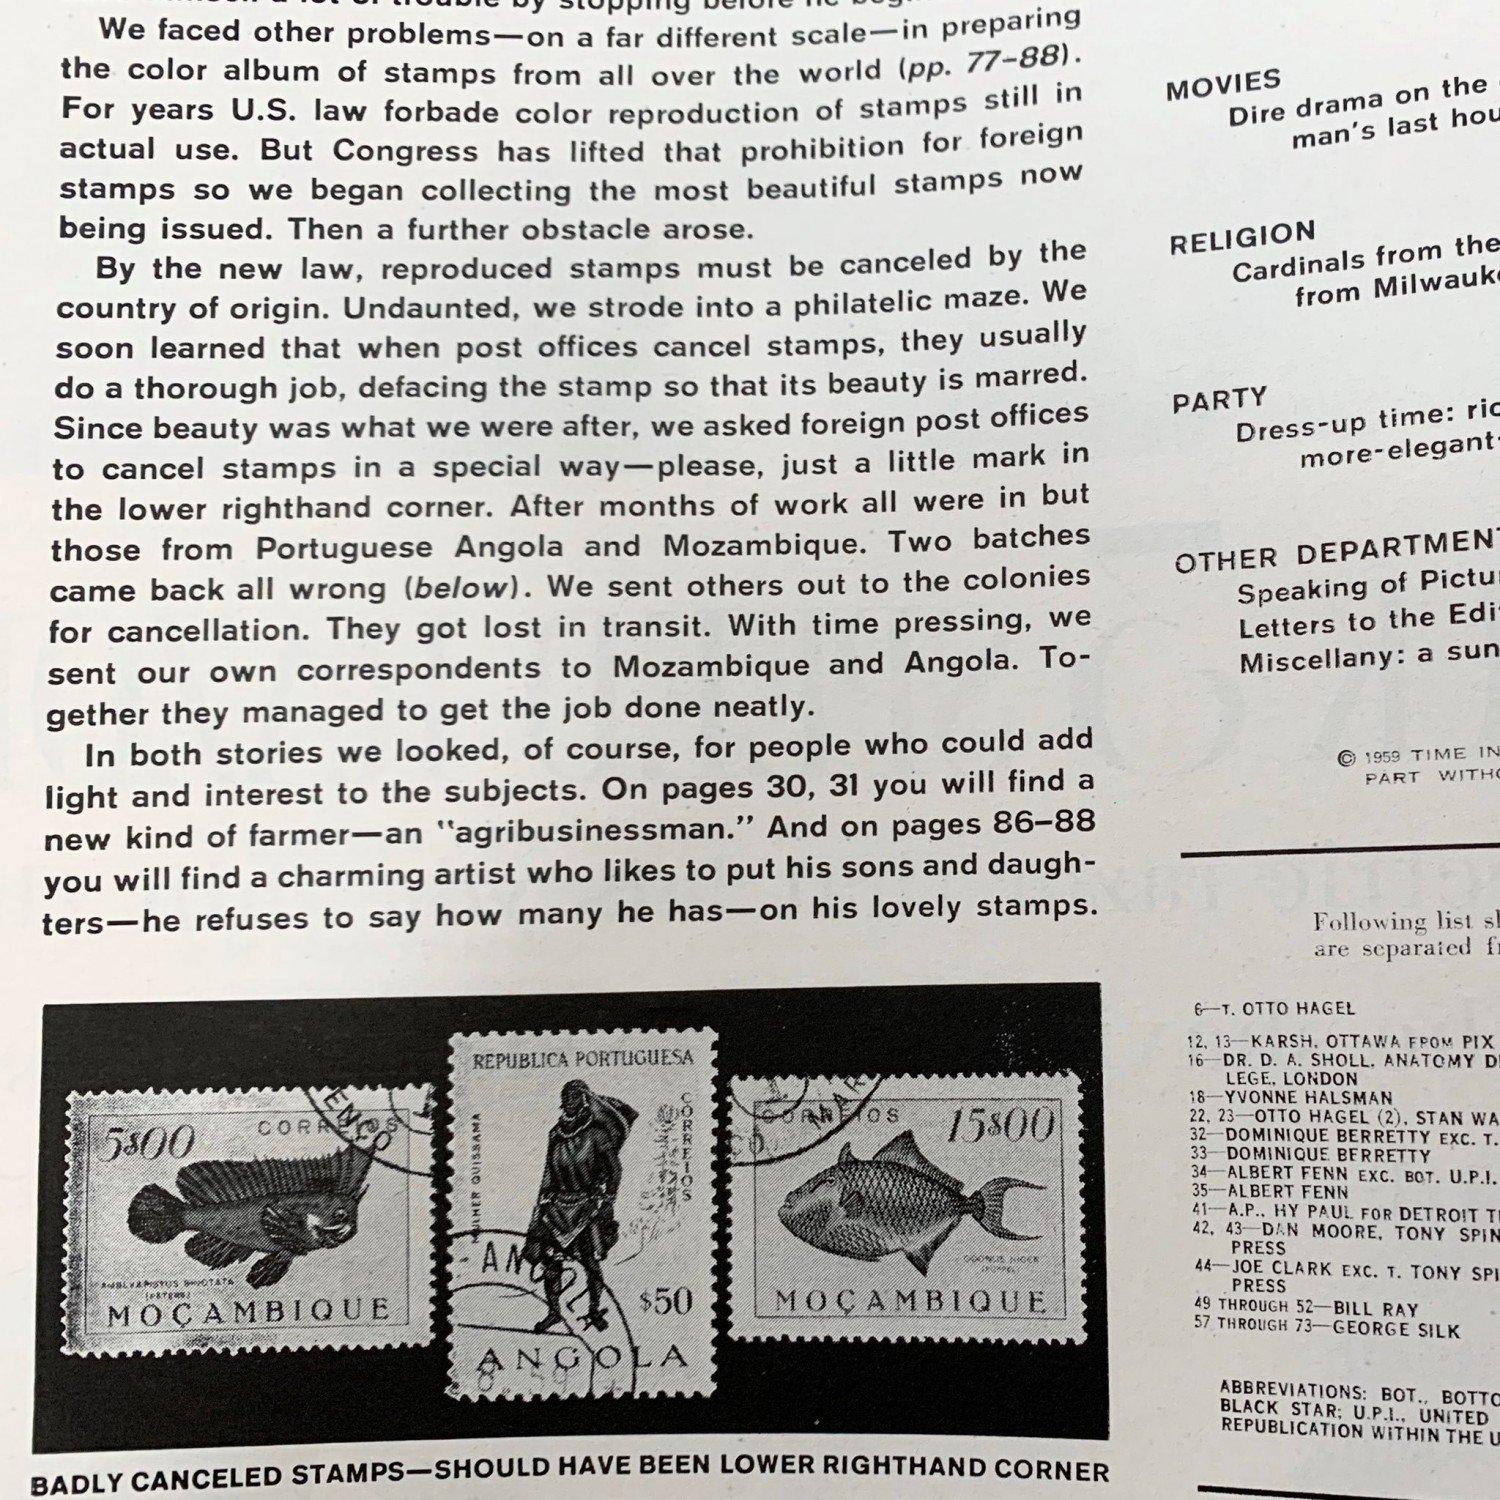 trouble by stopping before he
We faced other problems—on a far different scale—in preparing
the color album of stamps from all over the world (pp. 77–88).
For years U.S. law forbade color reproduction of stamps still in
actual use. But Congress has lifted that prohibition for foreign
stamps so we began collecting the most beautiful stamps now
being issued. Then a further obstacle arose.
By the new law, reproduced stamps must be canceled by the
country of origin. Undaunted, we strode into a philatelic maze. We
soon learned that when post offices cancel stamps, they usually
do a thorough job, defacing the stamp so that its beauty is marred.
Since beauty was what we were after, we asked foreign post offices
to cancel stamps in a special way—please, just a little mark in
the lower righthand corner. After months of work all were in but
those from Portuguese Angola and Mozambique. Two batches
came back all wrong (below). We sent others out to the colonies
for cancellation. They got lost in transit. With time pressing, we
sent our own correspondents to Mozambique and Angola. To-
gether they managed to get the job done neatly.
In both stories we looked, of course, for people who could add
light and interest to the subjects. On pages 30, 31 you will find a
new kind of farmer—an "agribusinessman." And on pages 86–88
you will find a charming artist who likes to put his sons and daugh-
ters—he refuses to say how many he has—on his lovely stamps.
5$00
CORREIOS
MOÇAMBIQUE
REPUBLICA PORTUGUESA
CORREIOS
MULHER QUISSAMA
ANGOLA
$50
ANGOLA
CORREIOS
15$00
MOÇAMBIQUE
BADLY CANCELED STAMPS—SHOULD HAVE BEEN LOWER RIGHTHAND CORNER
MOVIES
Dire drama on the
man's last hou
RELIGION
Cardinals from the
from Milwauk
PARTY
Dress-up time: ric
more-elegant-
OTHER DEPARTMENT
Speaking of Pictu
Letters to the Edi
Miscellany: a sun
© 1959 TIME IN
PART WITHO
Following list sh
are separated fr
6—T. OTTO HAGEL
12, 13—KARSH, OTTAWA FROM PIX
16—DR. D. A. SHOLL, ANATOMY D
LEGE, LONDON
18—YVONNE HALSMAN
22, 23—OTTO HAGEL (2), STAN WA
32—DOMINIQUE BERRETTY EXC. T.
33—DOMINIQUE BERRETTY
34—ALBERT FENN EXC. BOT. U.P.I.
35—ALBERT FENN
41—A.P., HY PAUL FOR DETROIT T
42, 43—DAN MOORE, TONY SPIN
PRESS
44—JOE CLARK EXC. T. TONY SPI
PRESS
49 THROUGH 52—BILL RAY
57 THROUGH 73—GEORGE SILK
ABBREVIATIONS: BOT., BOTTO
BLACK STAR; U.P.I., UNITED
REPUBLICATION WITHIN THE U